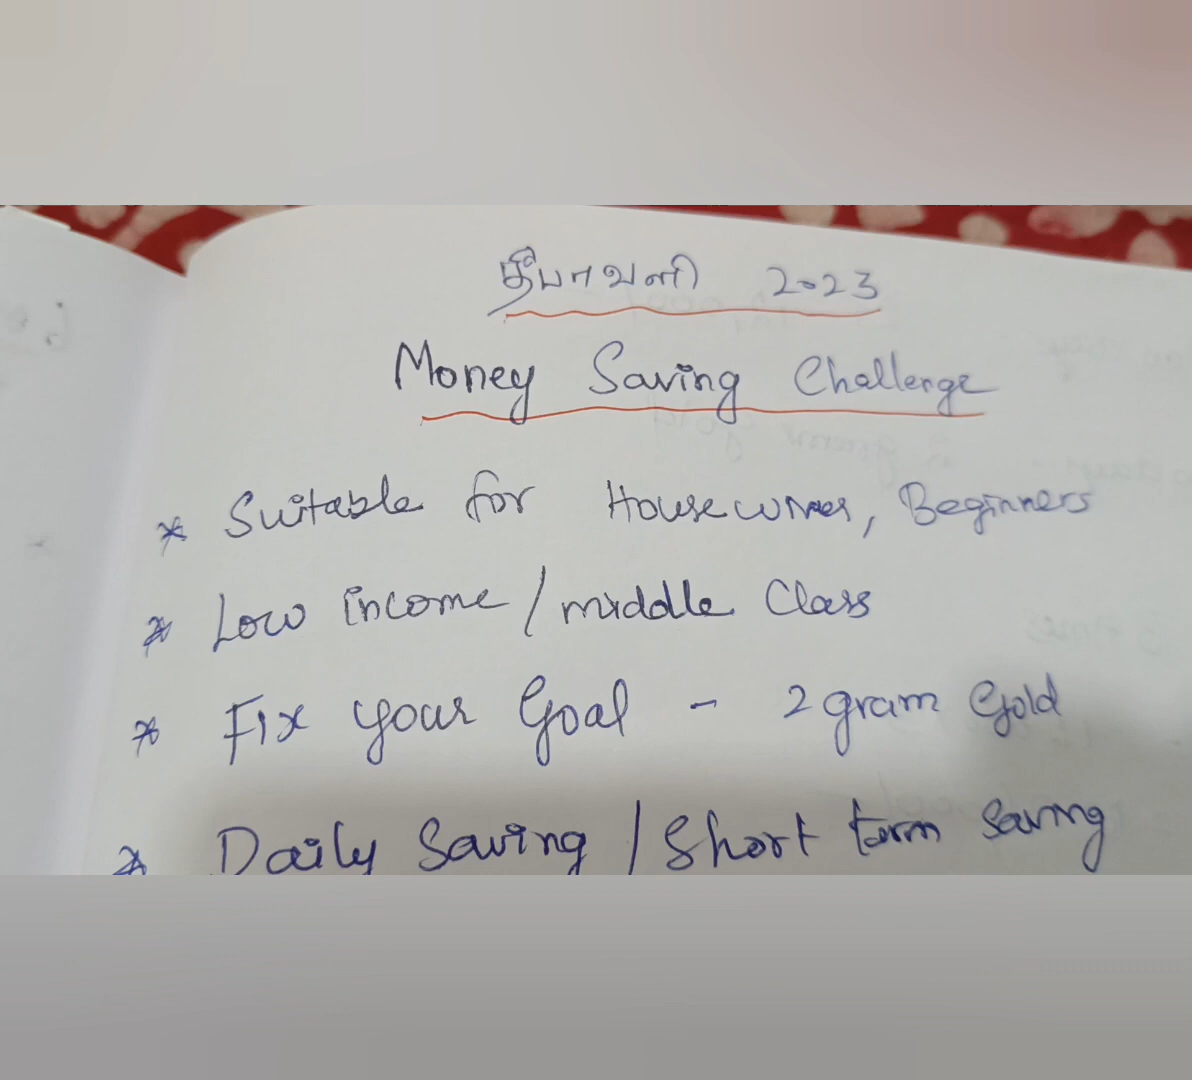 தீபாவளி 2023
Money Saving Challenge
* Suitable for Housewives, Beginners
* Low income / middle Class
* Fix your Goal - 2 gram Gold
* Daily Saving / Short term Saving